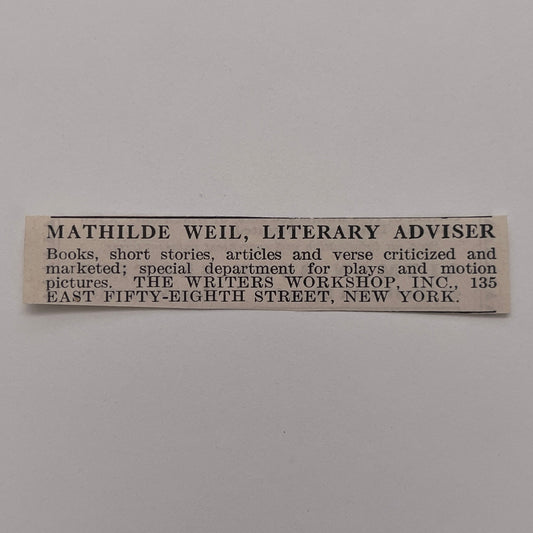 MATHILDE WEIL, LITERARY ADVISER
Books, short stories, articles and verse criticized and
marketed; special department for plays and motion
pictures. THE WRITERS WORKSHOP, INC., 135
EAST FIFTY-EIGHTH STREET, NEW YORK.